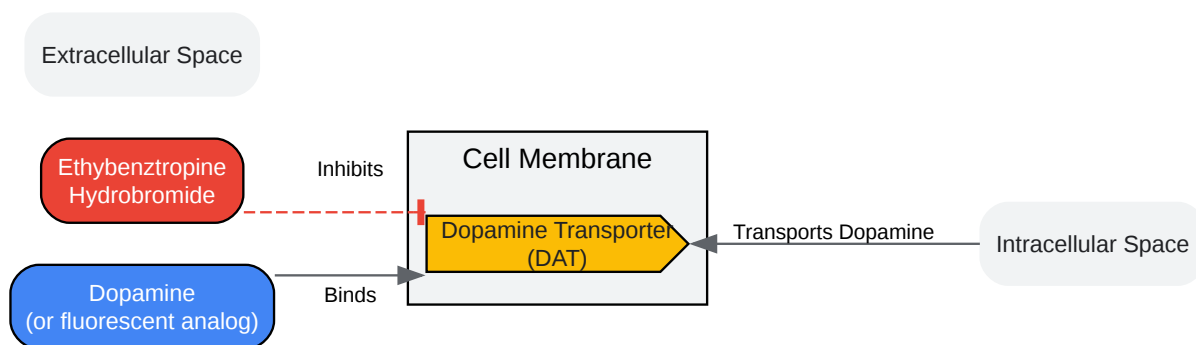 Extracellular Space
Ethybenztropine
Hydrobromide
Inhibits
Cell Membrane
Dopamine Transporter
(DAT)
Transports Dopamine
Intracellular Space
Dopamine
(or fluorescent analog)
Binds